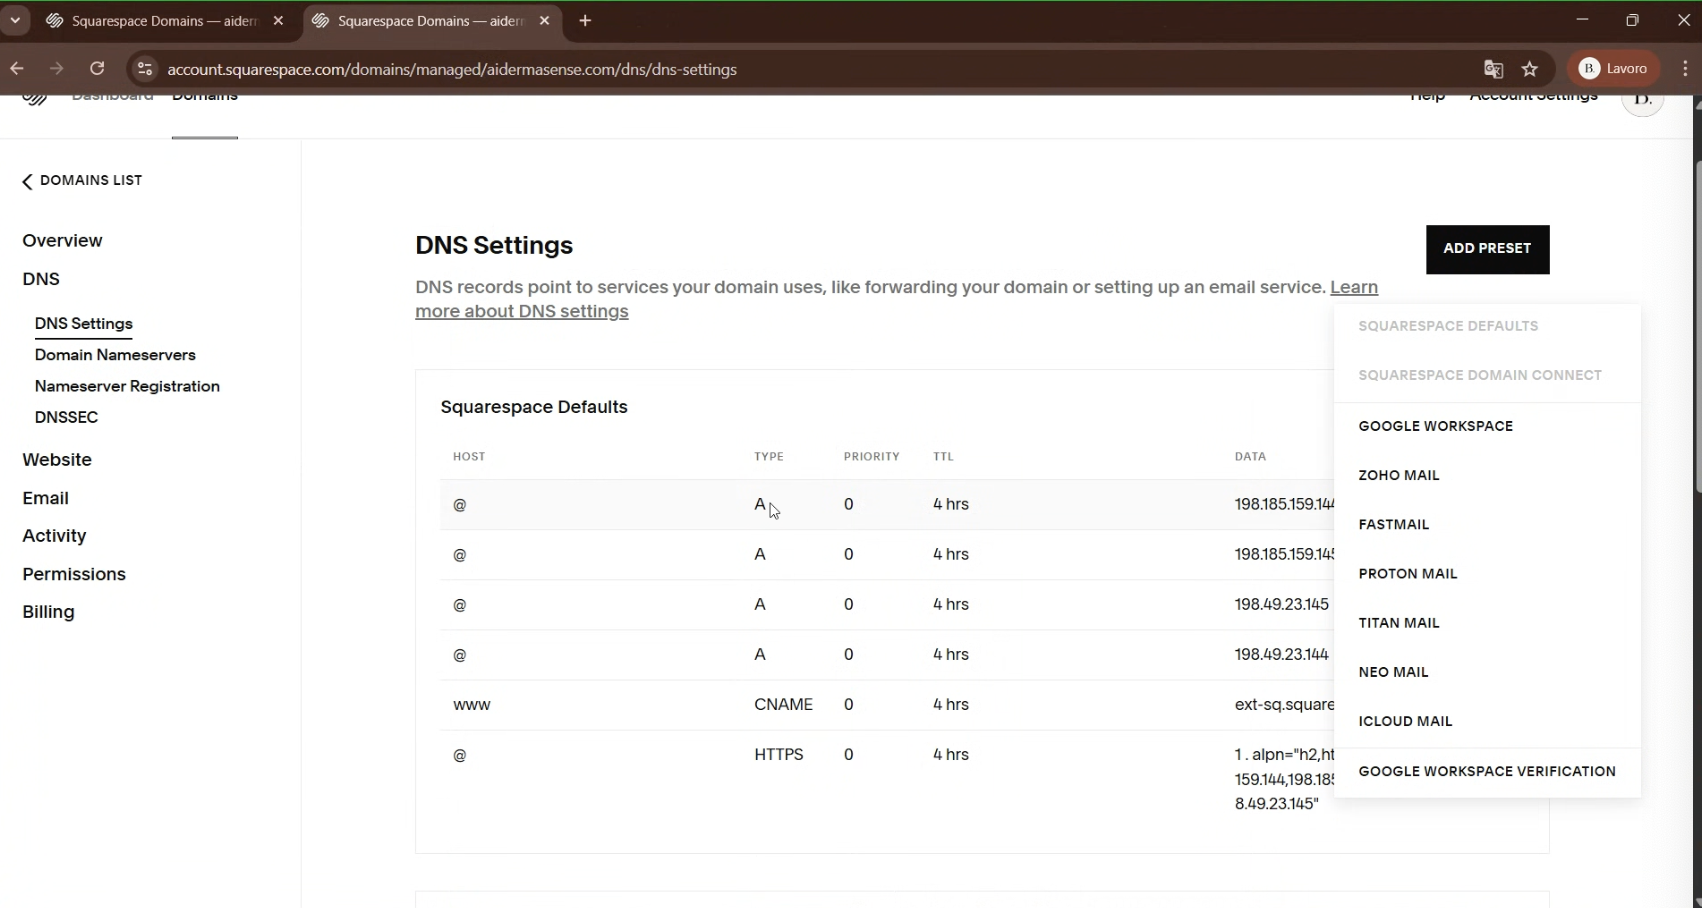 Squarespace Domains — aiderm
Squarespace Domains — aiderm
account.squarespace.com/domains/managed/aidermasense.com/dns/dns-settings
B. Lavoro
Dashboard Domains Help Account Settings B.
DOMAINS LIST
Overview
DNS
DNS Settings
Domain Nameservers
Nameserver Registration
DNSSEC
Website
Email
Activity
Permissions
Billing
DNS Settings
ADD PRESET
DNS records point to services your domain uses, like forwarding your domain or setting up an email service. Learn
more about DNS settings
Squarespace Defaults
HOST TYPE PRIORITY TTL DATA
@ A 0 4 hrs 198.185.159.144
@ A 0 4 hrs 198.185.159.145
@ A 0 4 hrs 198.49.23.145
@ A 0 4 hrs 198.49.23.144
www CNAME 0 4 hrs ext-sq.square
@ HTTPS 0 4 hrs 1 . alpn="h2,ht
159.144,198.185
8.49.23.145"
SQUARESPACE DEFAULTS
SQUARESPACE DOMAIN CONNECT
GOOGLE WORKSPACE
ZOHO MAIL
FASTMAIL
PROTON MAIL
TITAN MAIL
NEO MAIL
ICLOUD MAIL
GOOGLE WORKSPACE VERIFICATION